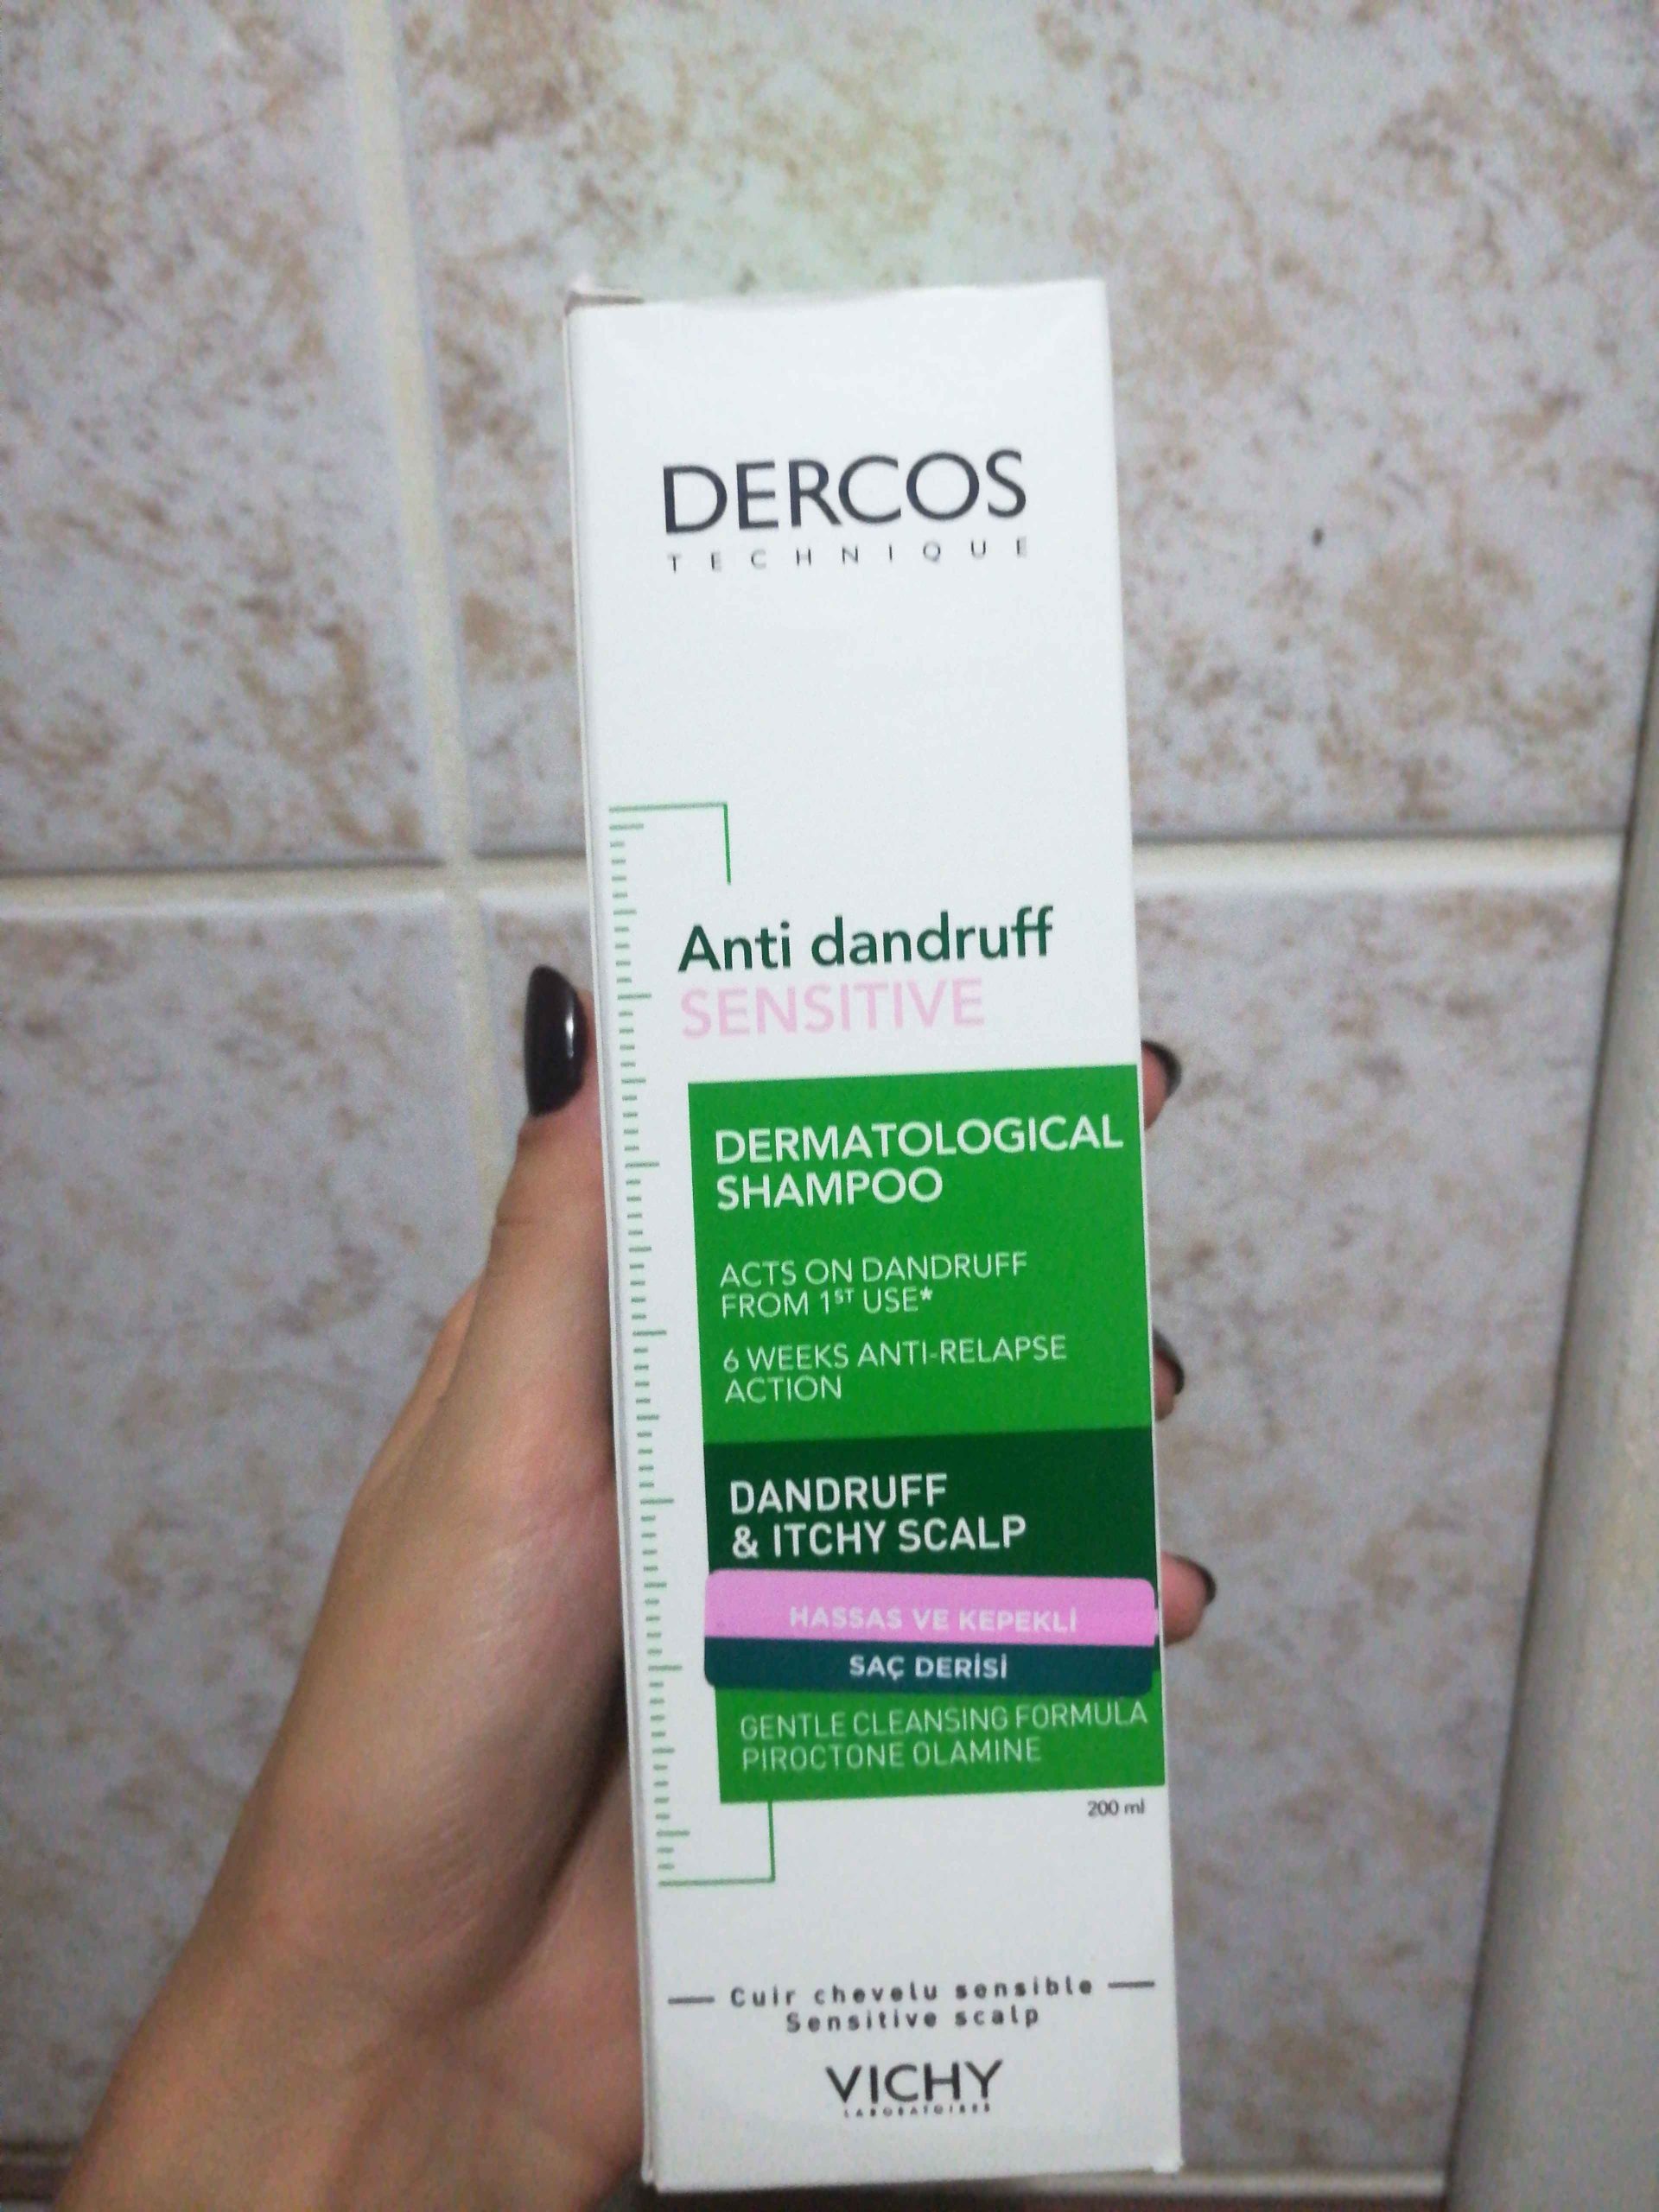 DERCOS
TECHNIQUE
Anti dandruff
SENSITIVE
DERMATOLOGICAL
SHAMPOO
ACTS ON DANDRUFF
FROM 1ST USE*
6 WEEKS ANTI-RELAPSE
ACTION
DANDRUFF
& ITCHY SCALP
HASSAS VE KEPEKLİ
SAÇ DERİSİ
GENTLE CLEANSING FORMULA
PIROCTONE OLAMINE
200 ml
Cuir chevelu sensible
Sensitive scalp
VICHY
LABORATOIRES